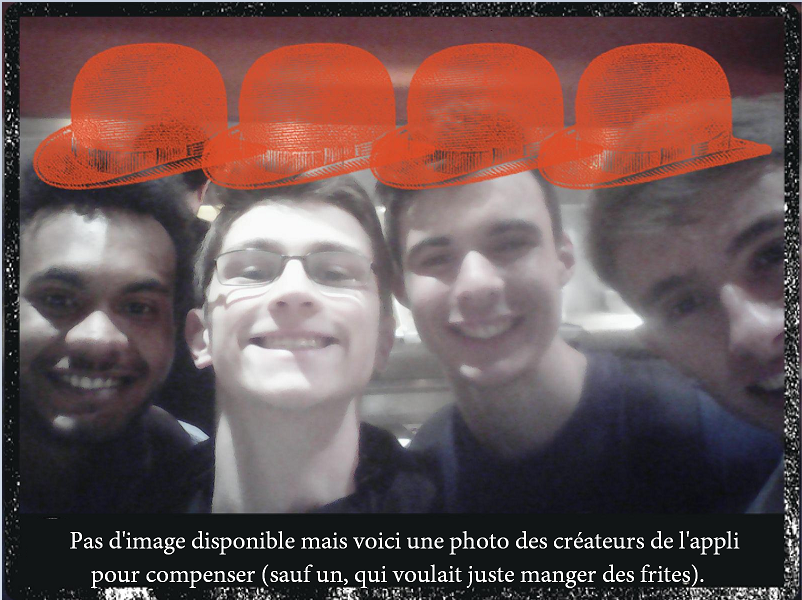 Pas d'image disponible mais voici une photo des créateurs de l'appli
pour compenser (sauf un, qui voulait juste manger des frites).